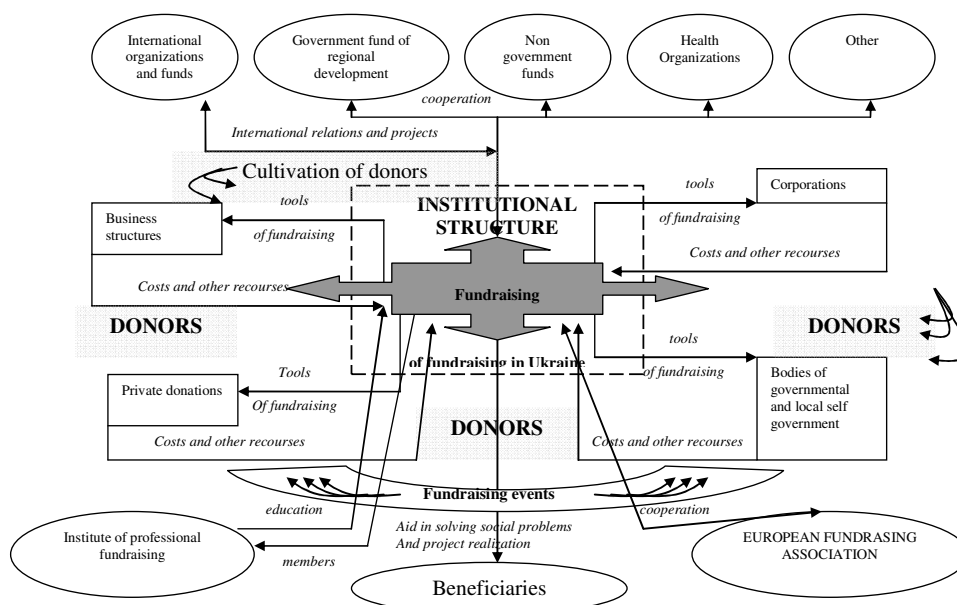 International
organizations and funds
Government fund of
regional
development
Non
government
funds
Health
Organizations
Other
cooperation
International relations and projects
Cultivation of donors
tools
of fundraising
Business
structures
INSTITUTIONAL
STRUCTURE
tools
of fundraising
Corporations
Costs and other recourses
Costs and other recourses
Fundraising
DONORS
DONORS
of fundraising in Ukraine
tools
of fundraising
Bodies of
governmental
and local self
government
Private donations
Tools
Of fundraising
Costs and other recourses
DONORS
Costs and other recourses
Fundraising events
education
cooperation
Institute of professional
fundraising
members
Aid in solving social problems
And project realization
EUROPEAN FUNDRASING
ASSOCIATION
Beneficiaries